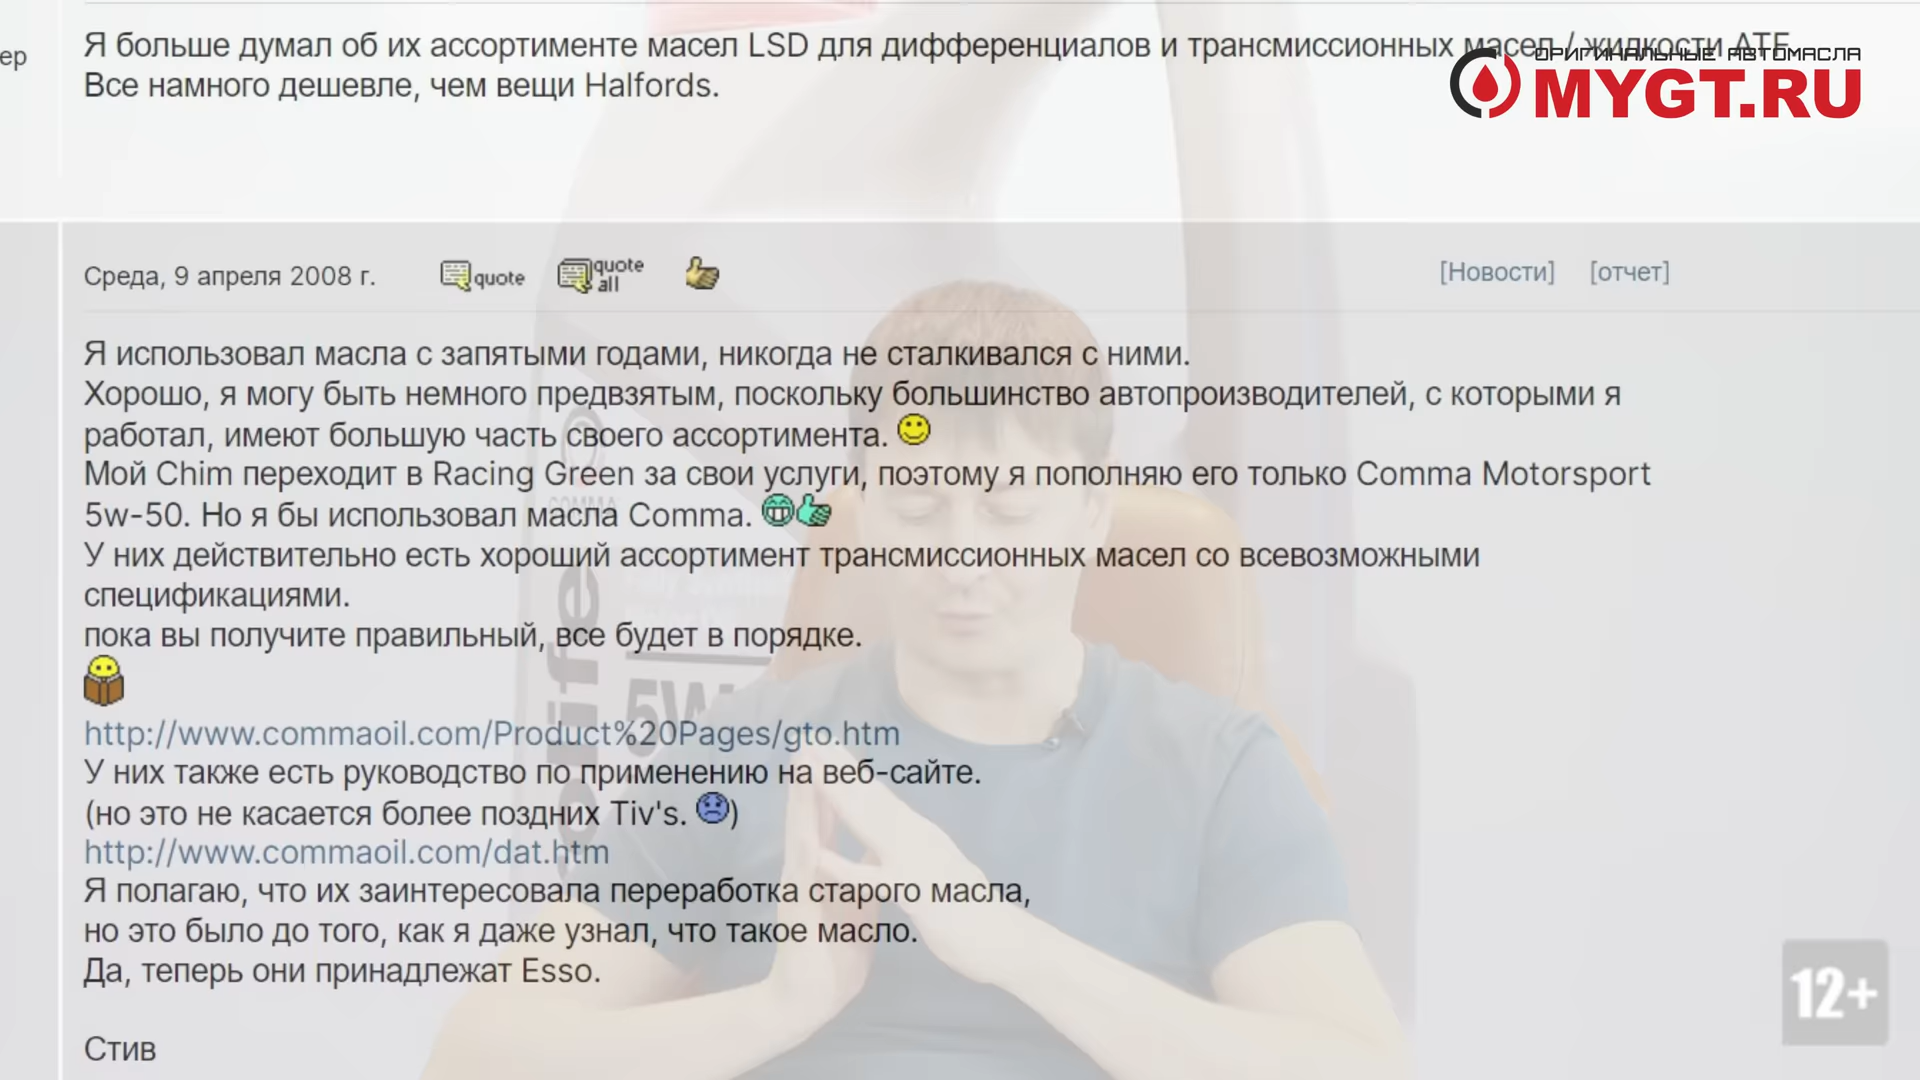 Я больше думал об их ассортименте масел LSD для дифференциалов и трансмиссионных масел / жидкости ATF.
ер
ОРИГИНАЛЬНЫЕ АВТОМАСЛА
MYGT.RU
Все намного дешевле, чем вещи Halfords.
Среда, 9 апреля 2008 г. quote quote all [Новости] [отчет]
Я использовал масла с запятыми годами, никогда не сталкивался с ними.
Хорошо, я могу быть немного предвзятым, поскольку большинство автопроизводителей, с которыми я
работал, имеют большую часть своего ассортимента.
Мой Chim переходит в Racing Green за свои услуги, поэтому я пополняю его только Comma Motorsport
5w-50. Но я бы использовал масла Comma.
У них действительно есть хороший ассортимент трансмиссионных масел со всевозможными
спецификациями.
пока вы получите правильный, все будет в порядке.
http://www.commaoil.com/Product%20Pages/gto.htm
У них также есть руководство по применению на веб-сайте.
(но это не касается более поздних Tiv's. )
http://www.commaoil.com/dat.htm
Я полагаю, что их заинтересовала переработка старого масла,
но это было до того, как я даже узнал, что такое масло.
Да, теперь они принадлежат Esso.
Стив
12+
COMMA
5W